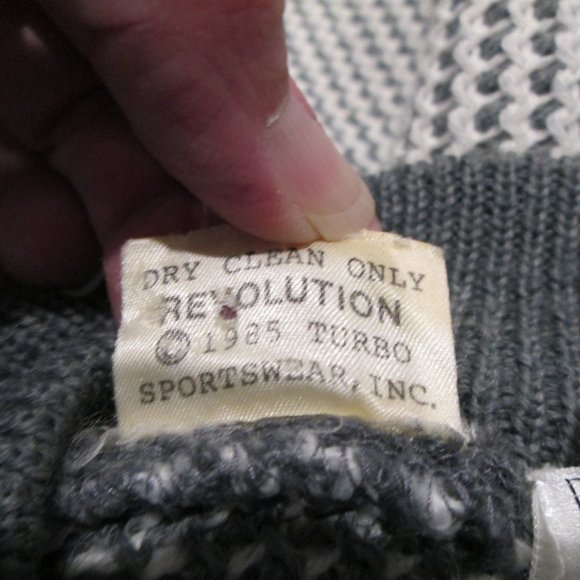 DRY CLEAN ONLY
REVOLUTION
© 1985 TURBO
SPORTSWEAR, INC.